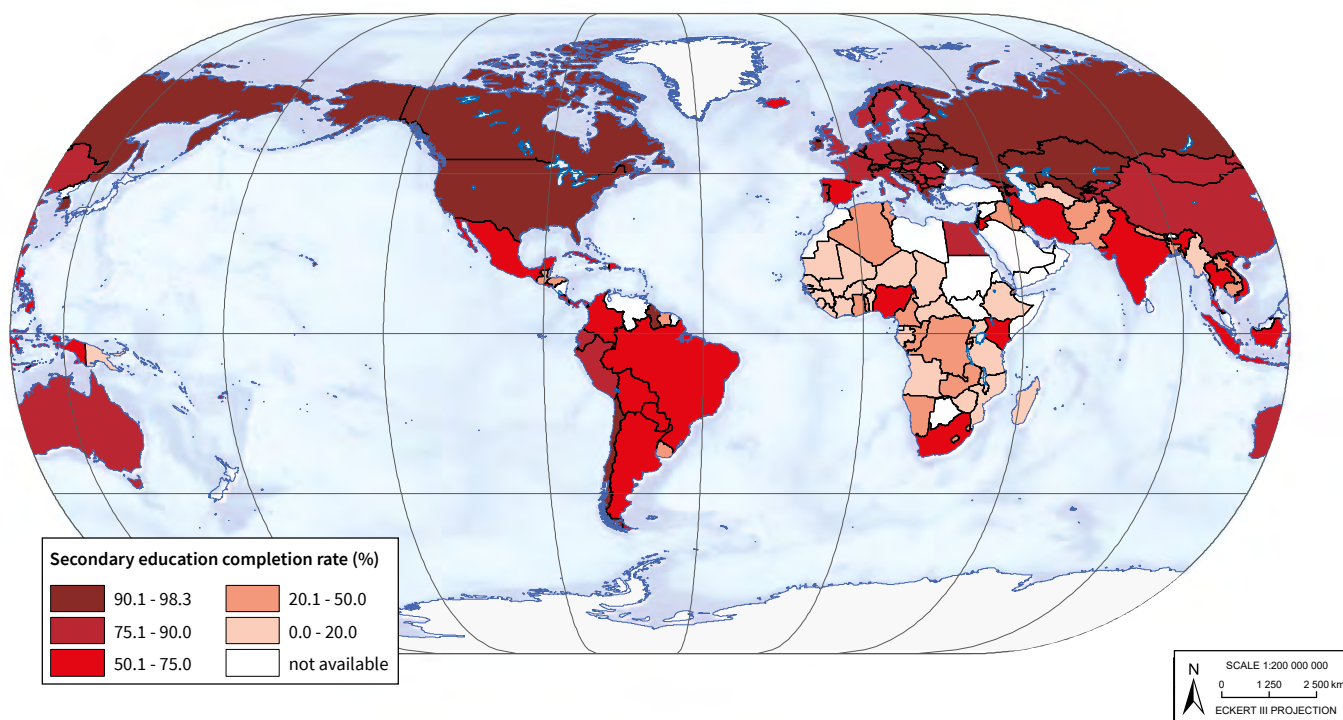 Secondary education completion rate (%)
90.1 - 98.3
75.1 - 90.0
50.1 - 75.0
20.1 - 50.0
0.0 - 20.0
not available
N
SCALE 1:200 000 000
0 1 250 2 500 km
ECKERT III PROJECTION